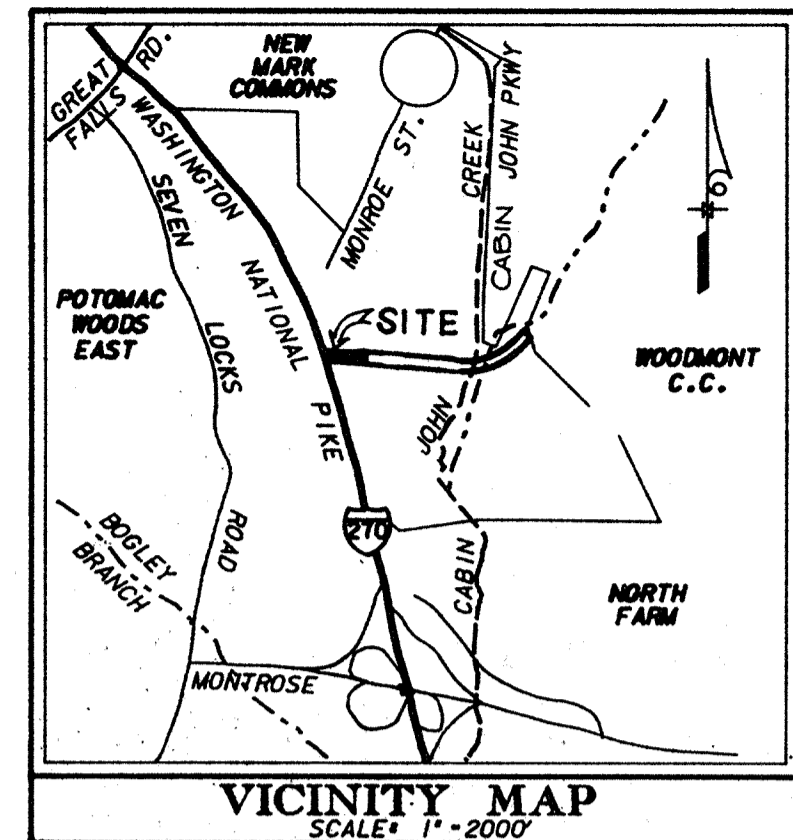 NEW
MARK
COMMONS
GREAT
FALLS
RD.
WASHINGTON
NATIONAL
PIKE
SEVEN
LOCKS
ROAD
MONROE ST.
CREEK
CABIN JOHN PKWY
POTOMAC
WOODS
EAST
SITE
WOODMONT
C.C.
JOHN
CABIN
270
BOGLEY
BRANCH
NORTH
FARM
MONTROSE
VICINITY MAP
SCALE: 1"-2000'